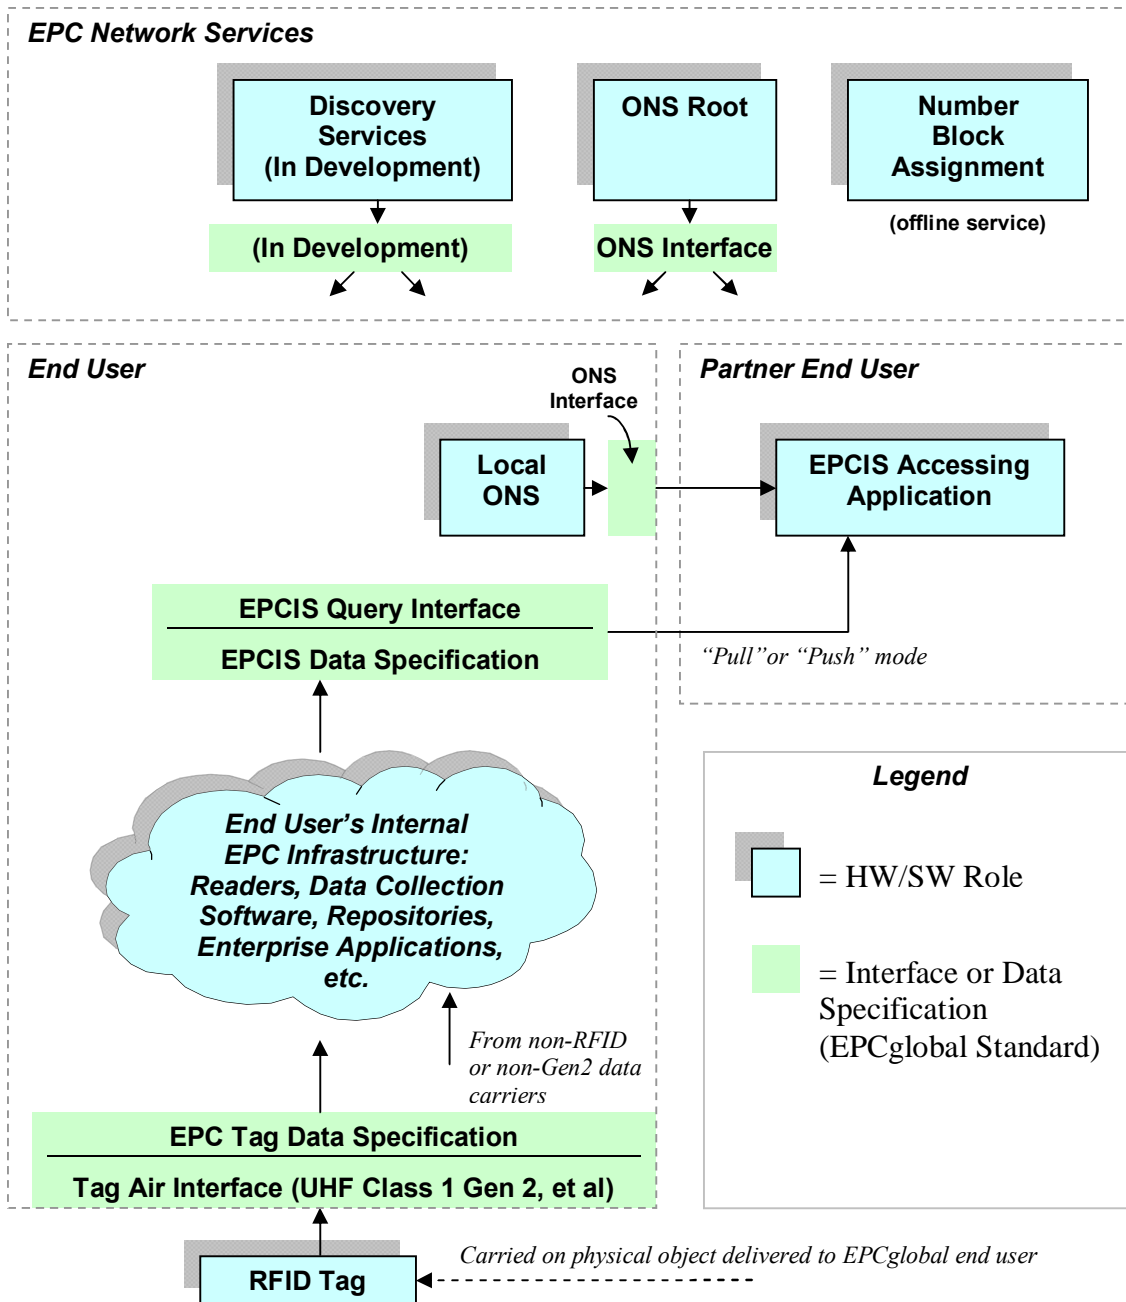 EPC Network Services
Discovery
Services
(In Development)
ONS Root
Number
Block
Assignment
(offline service)
(In Development)
ONS Interface
End User
ONS
Interface
Local
ONS
Partner End User
EPCIS Accessing
Application
EPCIS Query Interface
EPCIS Data Specification
“Pull”or “Push” mode
End User’s Internal
EPC Infrastructure:
Readers, Data Collection
Software, Repositories,
Enterprise Applications,
etc.
From non-RFID
or non-Gen2 data
carriers
EPC Tag Data Specification
Tag Air Interface (UHF Class 1 Gen 2, et al)
RFID Tag
Carried on physical object delivered to EPCglobal end user
Legend
= HW/SW Role
= Interface or Data
Specification
(EPCglobal Standard)